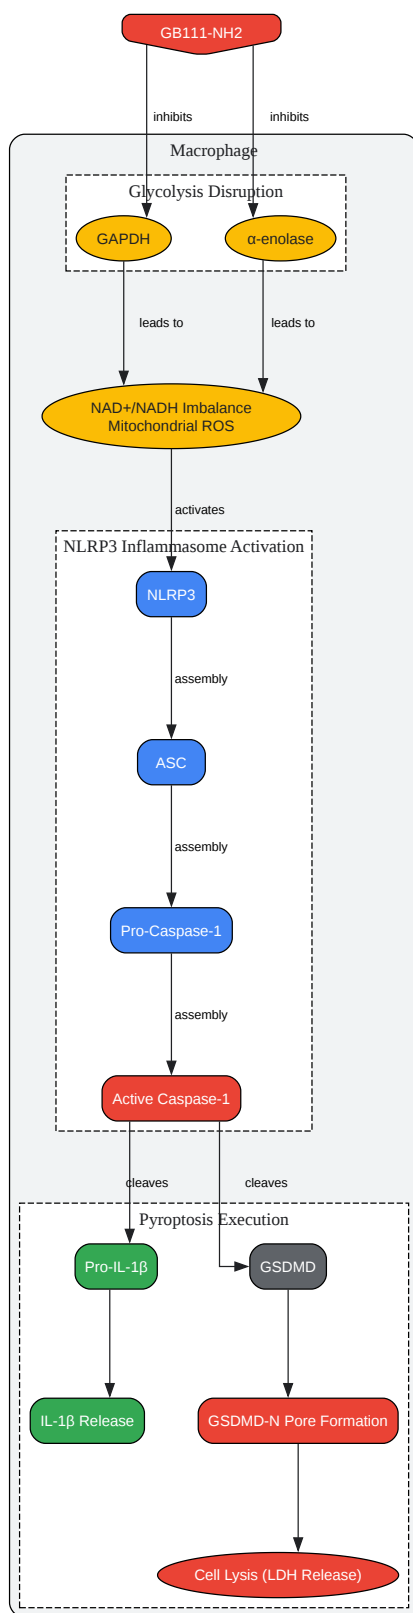 GB111-NH2
inhibits
inhibits
Macrophage
Glycolysis Disruption
GAPDH
α-enolase
leads to
leads to
NAD+/NADH Imbalance
Mitochondrial ROS
activates
NLRP3 Inflammasome Activation
NLRP3
assembly
ASC
assembly
Pro-Caspase-1
assembly
Active Caspase-1
cleaves
cleaves
Pyroptosis Execution
Pro-IL-1β
GSDMD
IL-1β Release
GSDMD-N Pore Formation
Cell Lysis (LDH Release)